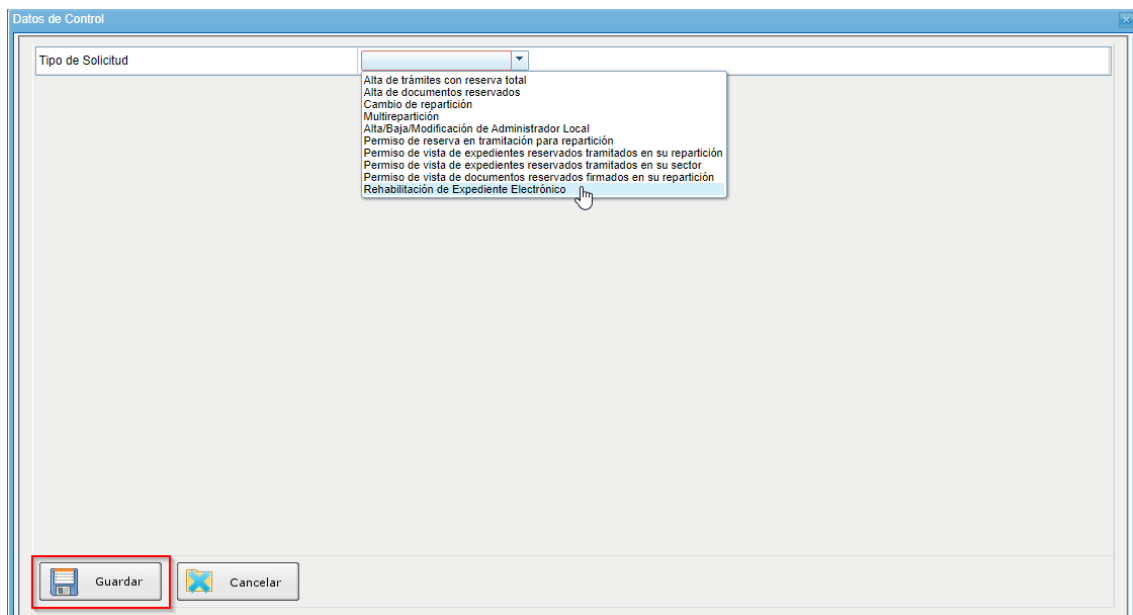 Datos de Control
Tipo de Solicitud
Alta de trámites con reserva total
Alta de documentos reservados
Cambio de repartición
Multirepartición
Alta/Baja/Modificación de Administrador Local
Permiso de reserva en tramitación para repartición
Permiso de vista de expedientes reservados tramitados en su repartición
Permiso de vista de expedientes reservados tramitados en su sector
Permiso de vista de documentos reservados firmados en su repartición
Rehabilitación de Expediente Electrónico
Guardar Cancelar